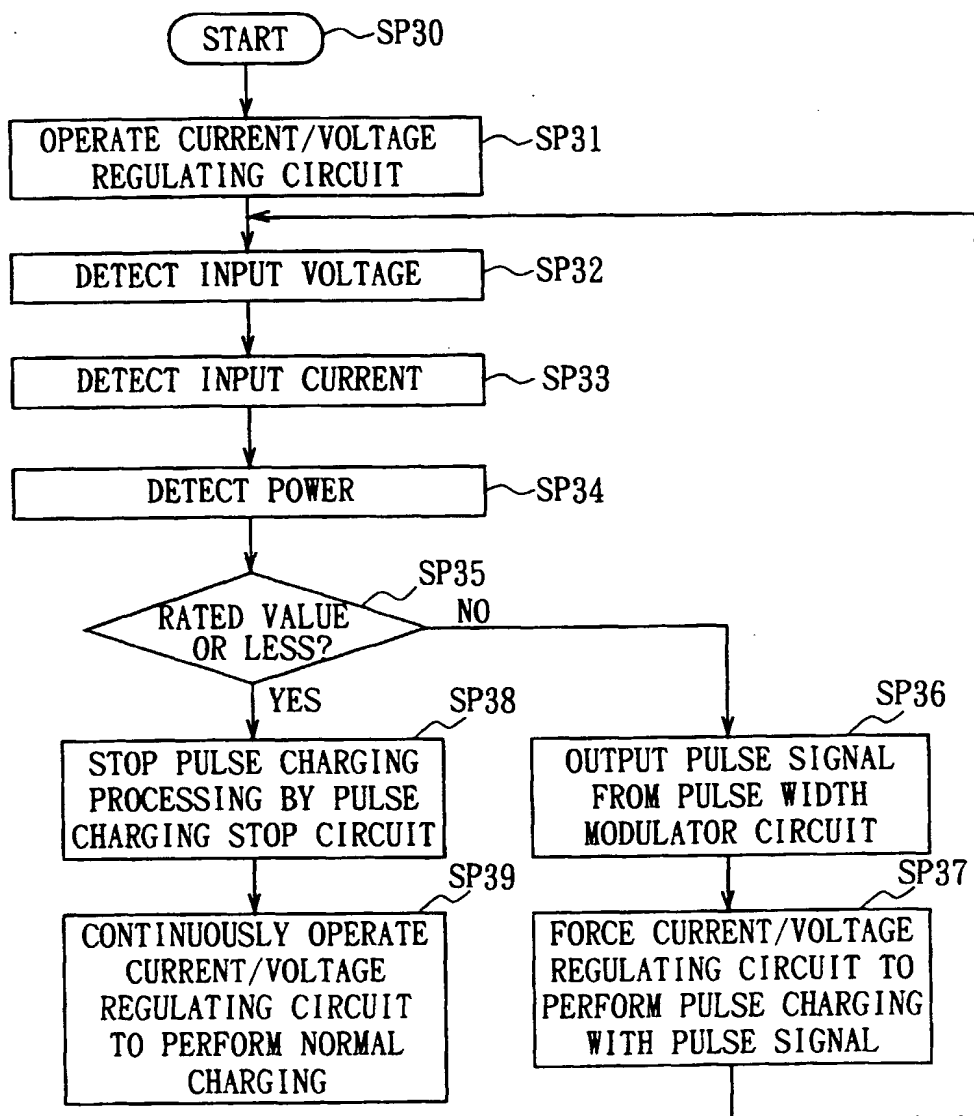 START
SP30
OPERATE CURRENT/VOLTAGE
REGULATING CIRCUIT
SP31
DETECT INPUT VOLTAGE
SP32
DETECT INPUT CURRENT
SP33
DETECT POWER
SP34
SP35
RATED VALUE
OR LESS?
NO
YES
SP38
STOP PULSE CHARGING
PROCESSING BY PULSE
CHARGING STOP CIRCUIT
SP36
OUTPUT PULSE SIGNAL
FROM PULSE WIDTH
MODULATOR CIRCUIT
SP39
CONTINUOUSLY OPERATE
CURRENT/VOLTAGE
REGULATING CIRCUIT
TO PERFORM NORMAL
CHARGING
SP37
FORCE CURRENT/VOLTAGE
REGULATING CIRCUIT TO
PERFORM PULSE CHARGING
WITH PULSE SIGNAL